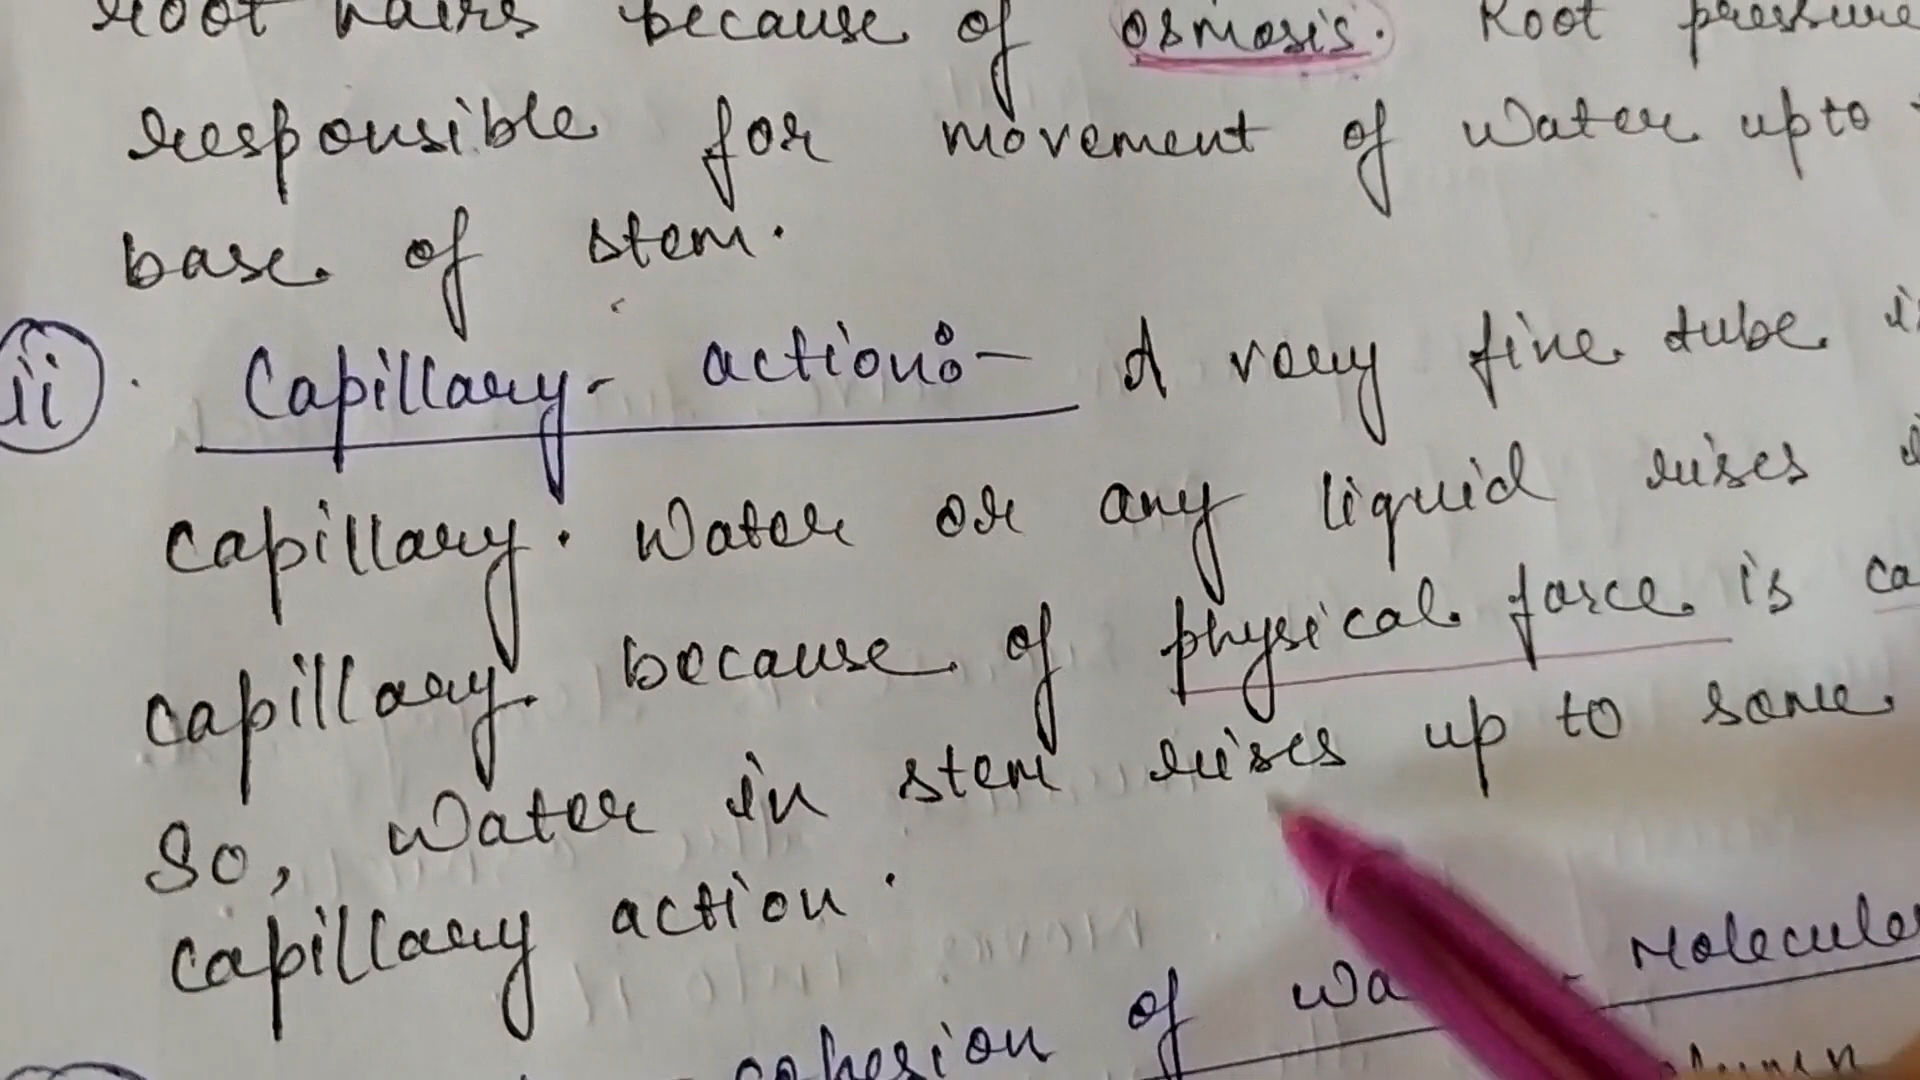 root hairs because of osmosis. Root pressure
responsible for movement of water upto
base of stem.
ii. Capillary- action:- A very fine tube
capillary. Water or any liquid rises
capillary because of physical force is ca
So, water in stem rises up to some
capillary action.
cohesion of wa - Molecules